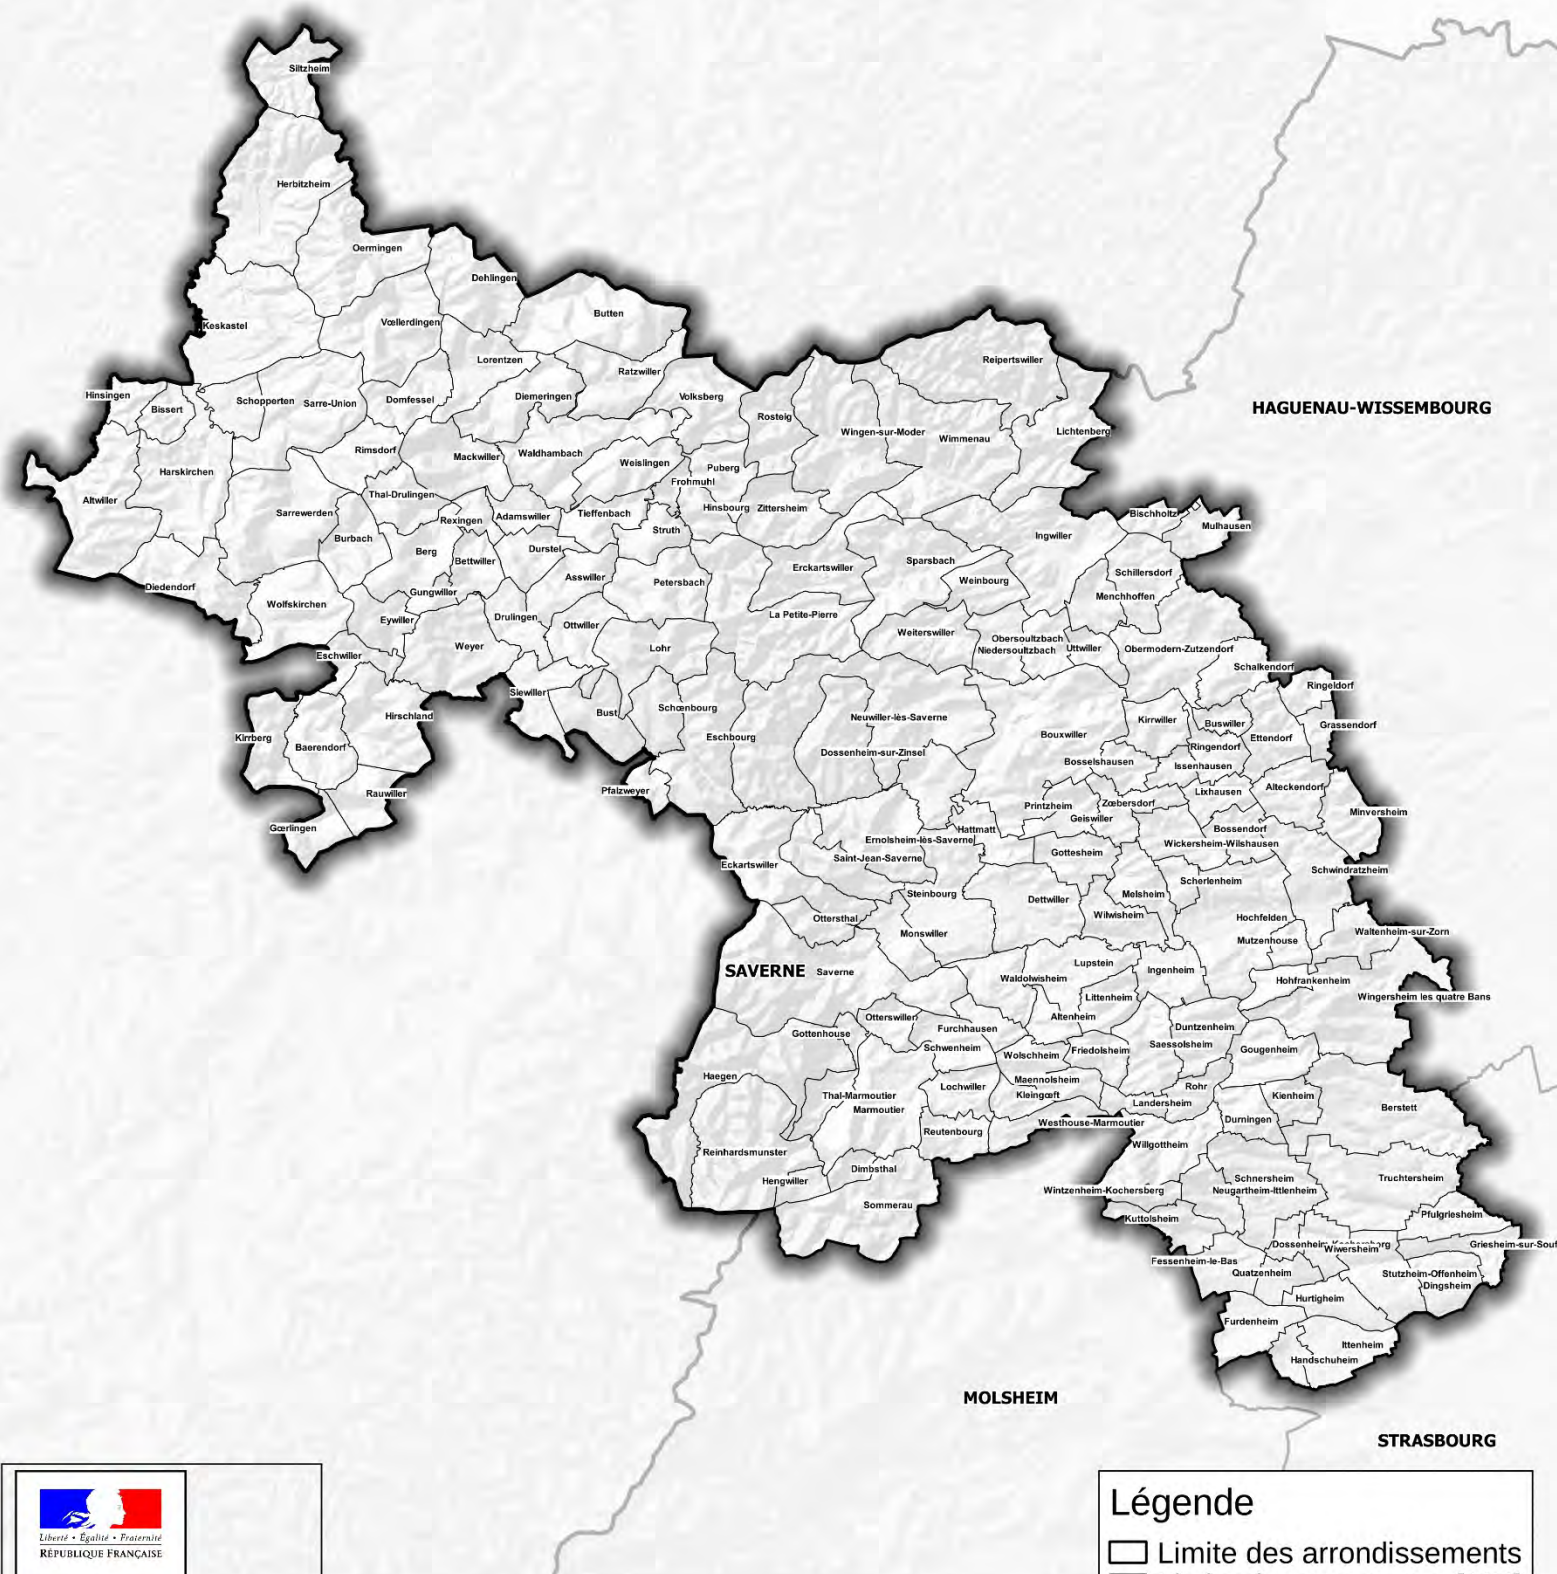 Siltzheim
Herbitzheim
Oermingen
Dehlingen
Butten
Keskastel
Vœllerdingen
Lorentzen
Ratzwiller
Reipertswiller
Hinsingen
Bissert
Schopperten
Sarre-Union
Domfessel
Diemeringen
Volksberg
Rosteig
HAGUENAU-WISSEMBOURG
Wingen-sur-Moder
Wimmenau
Lichtenberg
Harskirchen
Rimsdorf
Mackwiller
Waldhambach
Weislingen
Puberg
Frohmuhl
Altwiller
Thal-Drulingen
Sarrewerden
Rexingen
Adamswiller
Tieffenbach
Hinsbourg
Zittersheim
Struth
Bischholtz
Mulhausen
Burbach
Berg
Bettwiller
Durstel
Ingwiller
Sparsbach
Erckartswiller
Weinbourg
Schillersdorf
Menchhoffen
Diedendorf
Wolfskirchen
Gungwiller
Asswiller
Petersbach
Eywiller
Drulingen
Ottwiller
La Petite-Pierre
Weiterswiller
Obersoultzbach
Niedersoultzbach
Uttwiller
Obermodern-Zutzendorf
Eschwiller
Weyer
Lohr
Schalkendorf
Ringeldorf
Siewiller
Bust
Schœnbourg
Hirschland
Kirrberg
Baerendorf
Eschbourg
Neuwiller-lès-Saverne
Dossenheim-sur-Zinsel
Bouxwiller
Kirrwiller
Buswiller
Ettendorf
Grassendorf
Ringendorf
Bosselshausen
Issenhausen
Rauwiller
Pfalzweyer
Lixhausen
Alteckendorf
Minversheim
Gœrlingen
Printzheim
Zœbersdorf
Geiswiller
Hattmatt
Bossendorf
Ernolsheim-lès-Saverne
Saint-Jean-Saverne
Eckartswiller
Gottesheim
Wickersheim-Wilshausen
Schwindratzheim
Scherlenheim
Steinbourg
Dettwiller
Melsheim
Wilwisheim
Hochfelden
Ottersthal
Monswiller
Mutzenhouse
Waltenheim-sur-Zorn
SAVERNE
Saverne
Lupstein
Waldolwisheim
Ingenheim
Hohfrankenheim
Wingersheim les quatre Bans
Littenheim
Altenheim
Otterswiller
Furchhausen
Gottenhouse
Duntzenheim
Saessolsheim
Schwenheim
Wolschheim
Friedolsheim
Gougenheim
Haegen
Maennolsheim
Kleingœft
Lochwiller
Rohr
Thal-Marmoutier
Marmoutier
Landersheim
Kienheim
Berstett
Durningen
Westhouse-Marmoutier
Reutenbourg
Willgottheim
Reinhardsmunster
Dimbsthal
Hengwiller
Schnersheim
Truchtersheim
Neugartheim-Ittlenheim
Wintzenheim-Kochersberg
Sommerau
Kuttolsheim
Pfulgriesheim
Dossenheim-Kochersberg
Wiwersheim
Griesheim-sur-Souf
Fessenheim-le-Bas
Quatzenheim
Stutzheim-Offenheim
Dingsheim
Hurtigheim
Furdenheim
Ittenheim
Handschuheim
MOLSHEIM
STRASBOURG
Liberté • Égalité • Fraternité
RÉPUBLIQUE FRANÇAISE
Légende
Limite des arrondissements